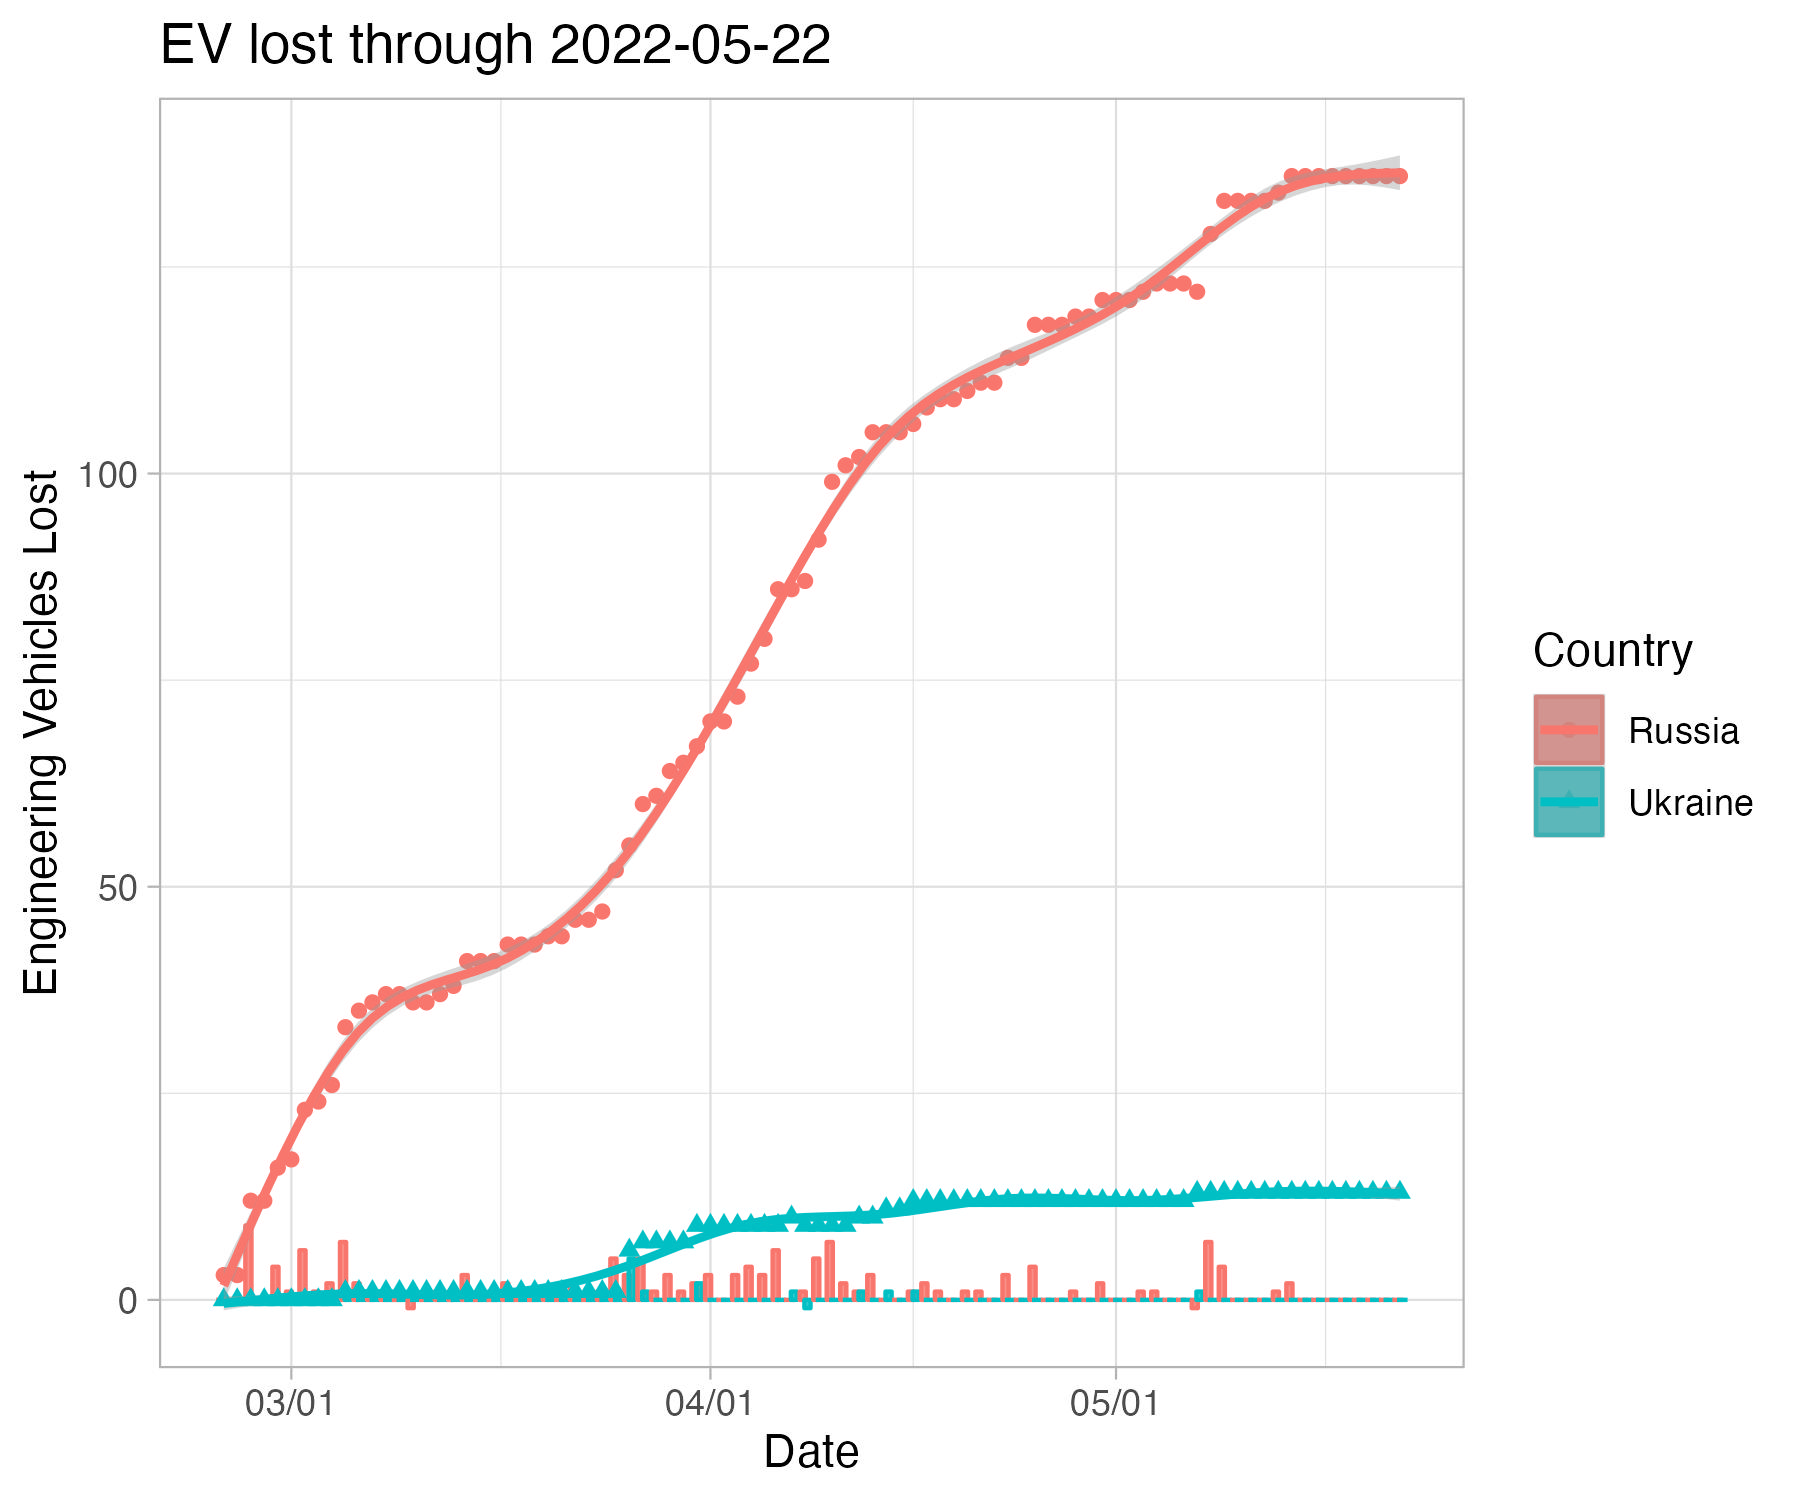 EV lost through 2022-05-22
Engineering Vehicles Lost
100
50
0
03/01
04/01
05/01
Date
Country
Russia
Ukraine